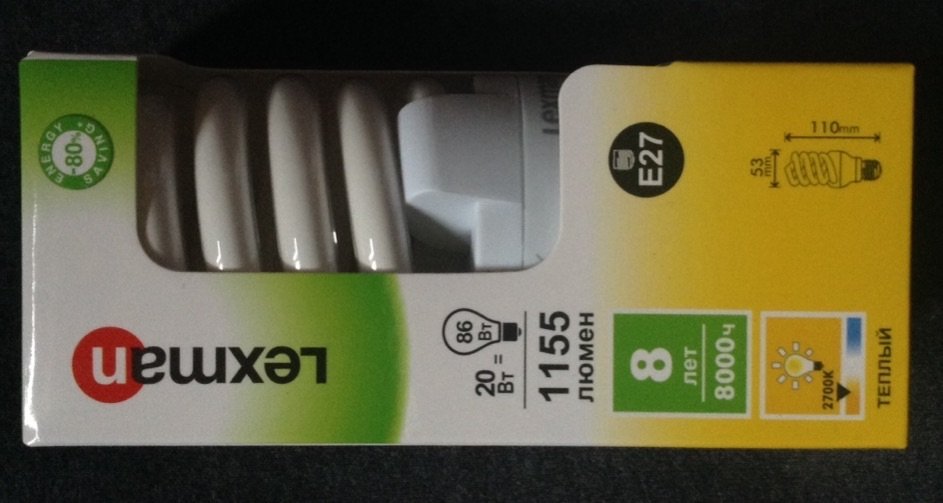 ENERGY
-80%
SAVING
Lexman
Lexm
E27
110mm
53 mm
86
Вт
20 =
Вт
1155
люмен
8
лет
8000ч
2700K
ТЕПЛЫЙ